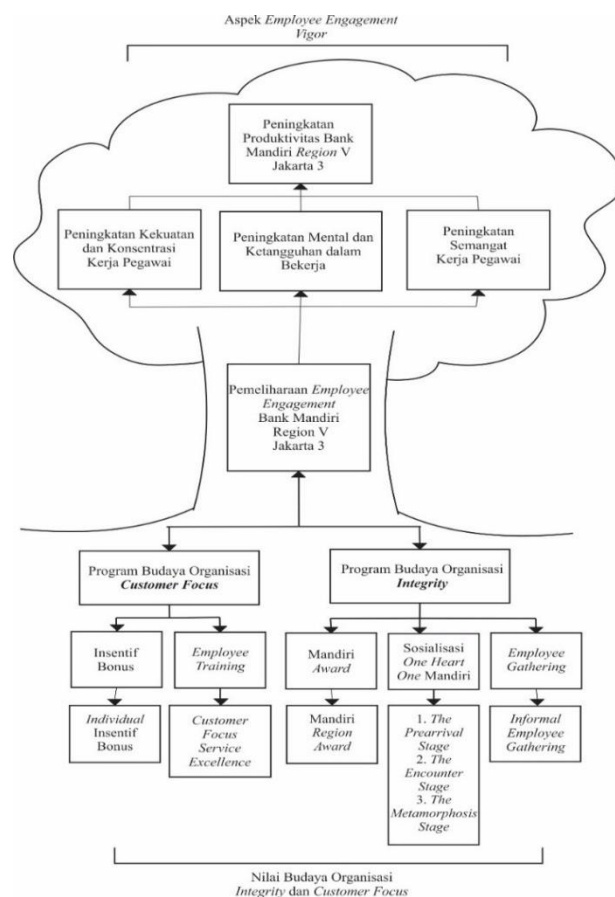 Aspek Employee Engagement
Vigor
Peningkatan
Produktivitas Bank
Mandiri Region V
Jakarta 3
Peningkatan Kekuatan
dan Konsentrasi
Kerja Pegawai
Peningkatan Mental dan
Ketangguhan dalam
Bekerja
Peningkatan
Semangat
Kerja Pegawai
Pemeliharaan Employee
Engagement
Bank Mandiri
Region V
Jakarta 3
Program Budaya Organisasi
Customer Focus
Program Budaya Organisasi
Integrity
Insentif
Bonus
Employee
Training
Mandiri
Award
Sosialisasi
One Heart
One Mandiri
Employee
Gathering
Individual
Insentif
Bonus
Customer
Focus
Service
Excellence
Mandiri
Region
Award
1. The
Prearrival
Stage
2. The
Encounter
Stage
3. The
Metamorphosis
Stage
Informal
Employee
Gathering
Nilai Budaya Organisasi
Integrity dan Customer Focus